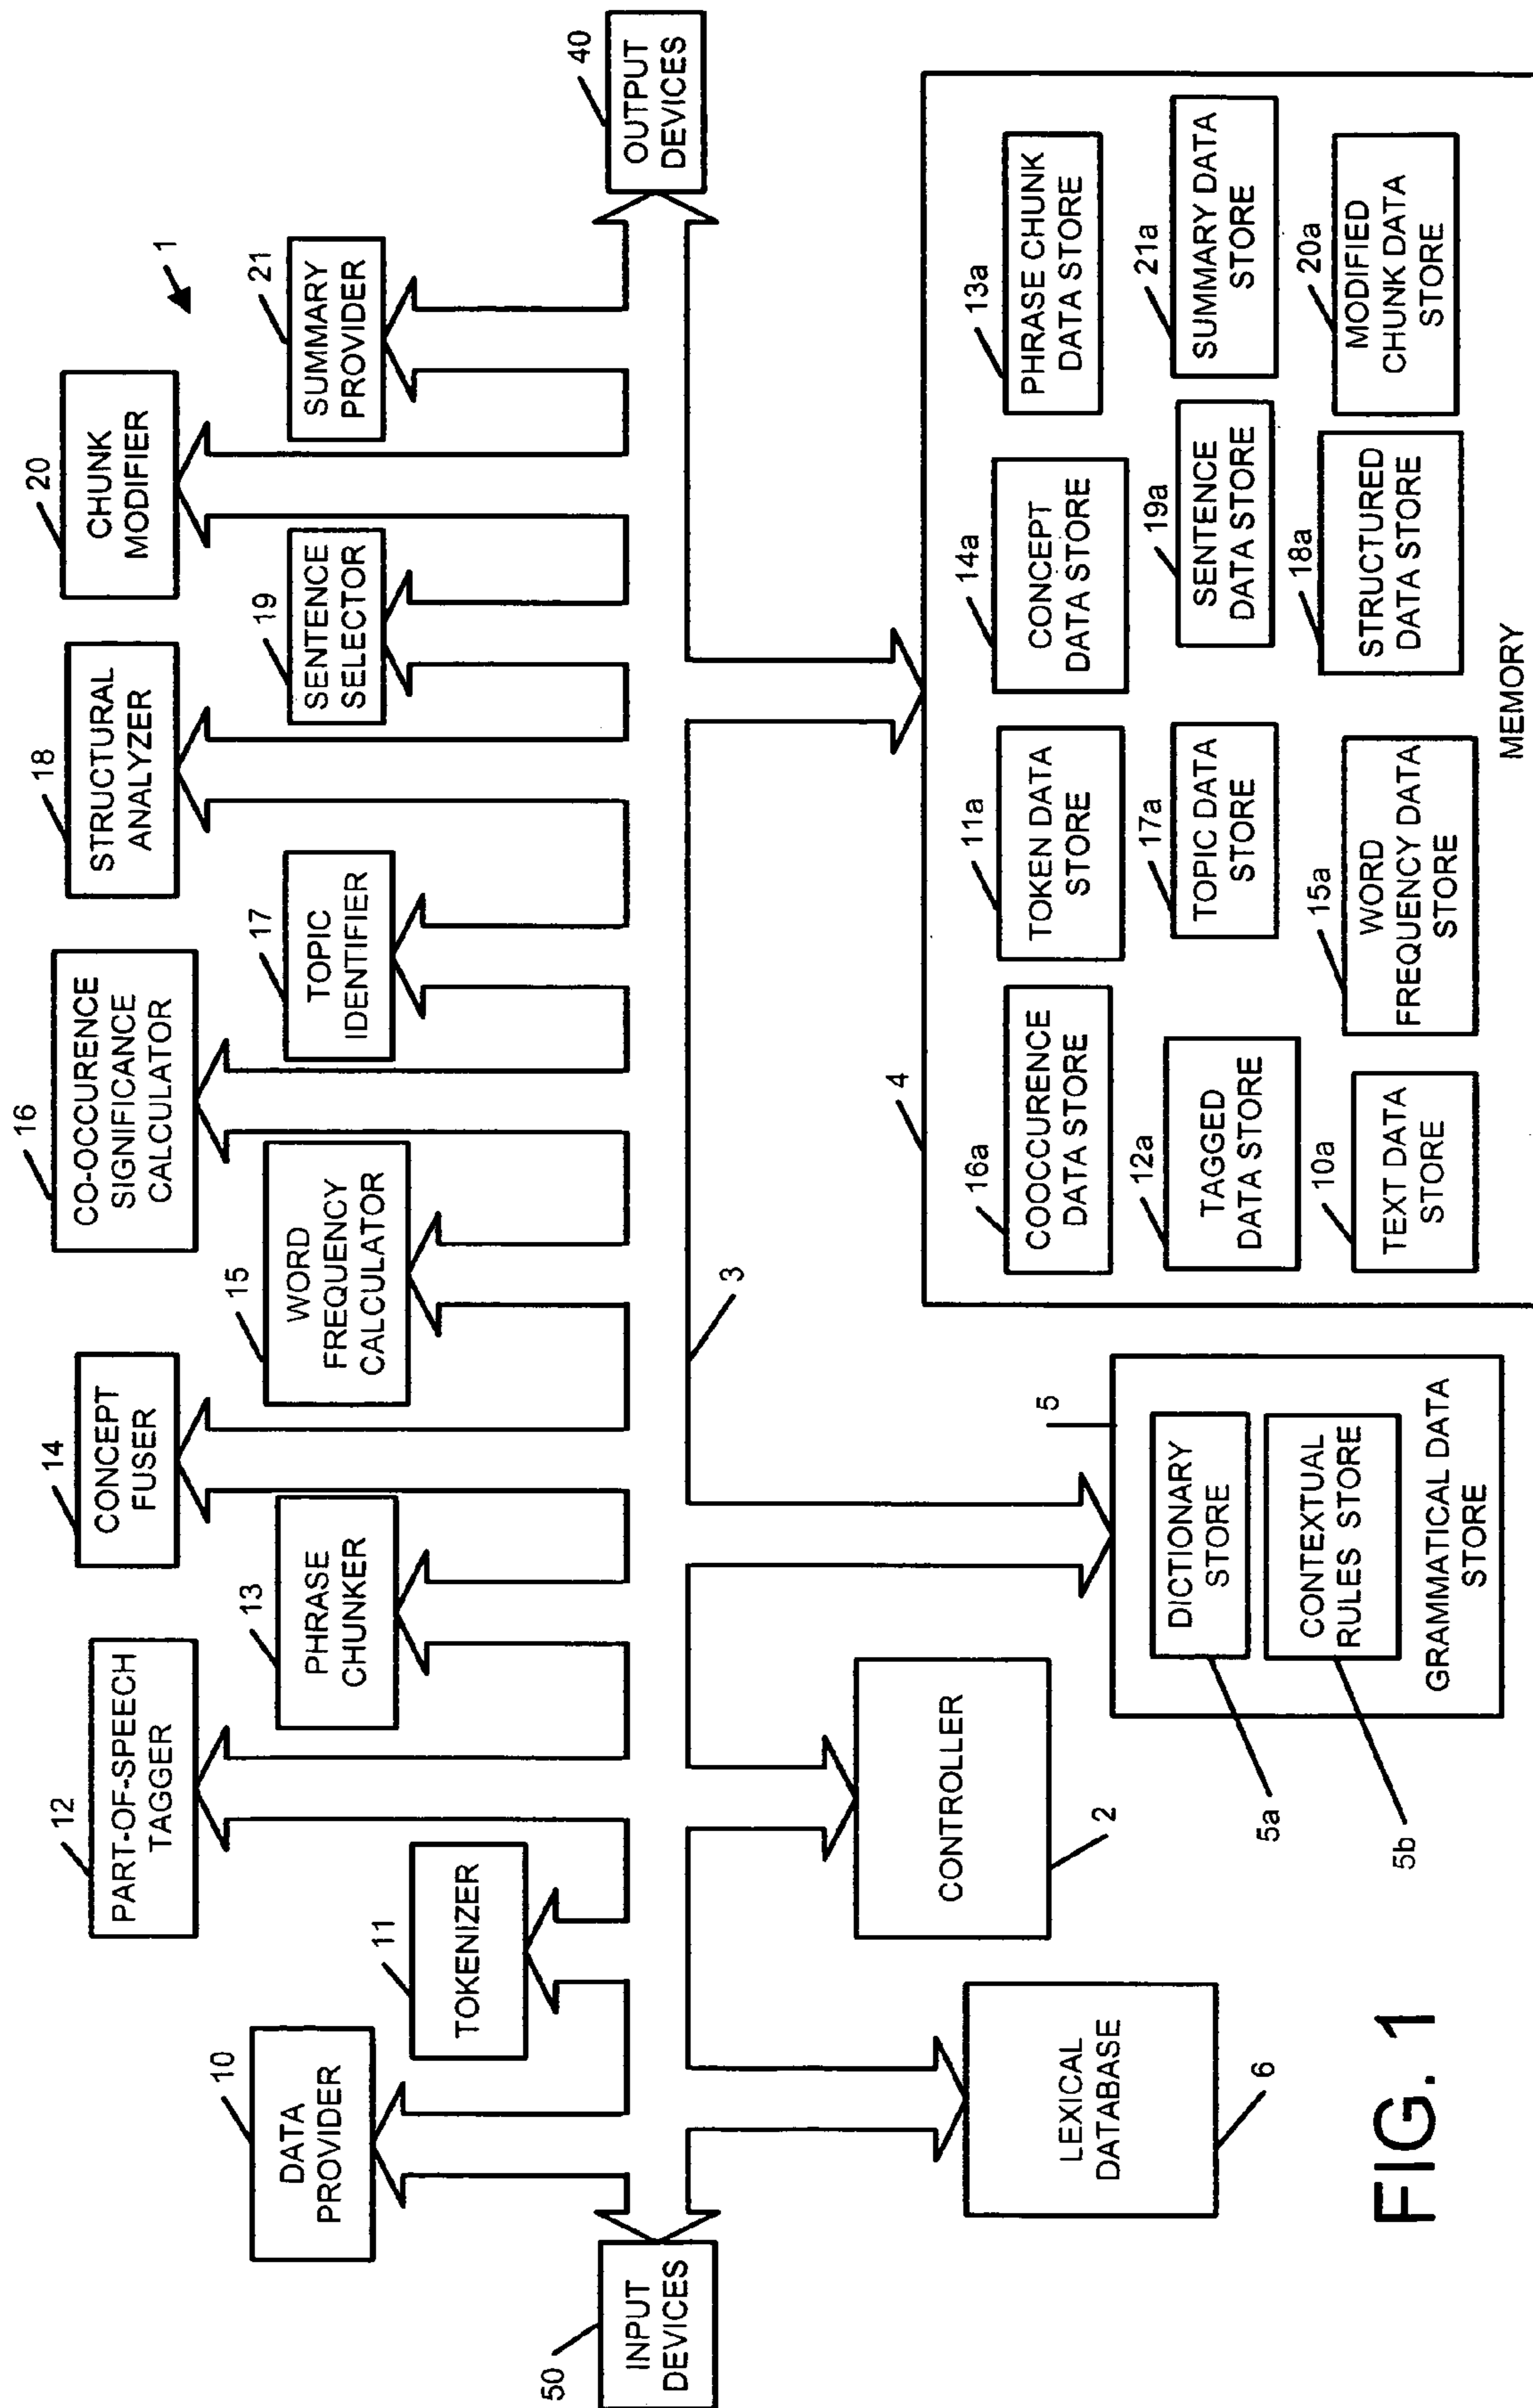 1
20
CHUNK
MODIFIER
21
SUMMARY
PROVIDER
40
OUTPUT
DEVICES
18
STRUCTURAL
ANALYZER
19
SENTENCE
SELECTOR
16
CO-OCCURENCE
SIGNIFICANCE
CALCULATOR
17
TOPIC
IDENTIFIER
14
CONCEPT
FUSER
15
WORD
FREQUENCY
CALCULATOR
12
PART-OF-SPEECH
TAGGER
13
PHRASE
CHUNKER
10
DATA
PROVIDER
11
TOKENIZER
50
INPUT
DEVICES
3
6
LEXICAL
DATABASE
2
CONTROLLER
5
DICTIONARY
STORE
5a
CONTEXTUAL
RULES STORE
5b
GRAMMATICAL DATA
STORE
4
16a
COOCCURENCE
DATA STORE
11a
TOKEN DATA
STORE
14a
CONCEPT
DATA STORE
13a
PHRASE CHUNK
DATA STORE
12a
TAGGED
DATA STORE
17a
TOPIC DATA
STORE
19a
SENTENCE
DATA STORE
21a
SUMMARY DATA
STORE
10a
TEXT DATA
STORE
15a
WORD
FREQUENCY DATA
STORE
18a
STRUCTURED
DATA STORE
20a
MODIFIED
CHUNK DATA
STORE
MEMORY
FIG. 1